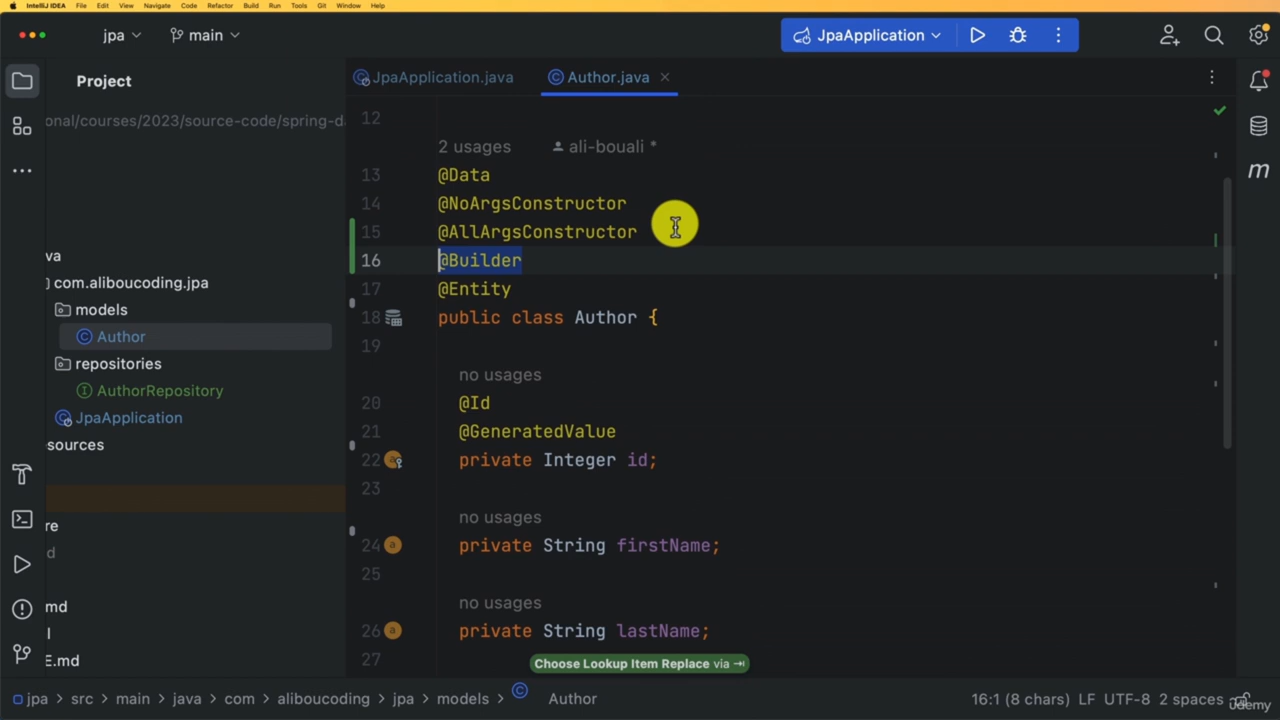 IntelliJ IDEA File Edit View Navigate Code Refactor Build Run Tools Git Window Help
jpa main JpaApplication
Project
JpaApplication.java Author.java
onal/courses/2023/source-code/spring-d
va
com.aliboucoding.jpa
models
Author
repositories
AuthorRepository
JpaApplication
sources
re
d
md
l
E.md
12
2 usages ali-bouali *
13 @Data
14 @NoArgsConstructor
15 @AllArgsConstructor
16 @Builder
17 @Entity
18 public class Author {
19
no usages
20 @Id
21 @GeneratedValue
22 private Integer id;
23
no usages
24 private String firstName;
25
no usages
26 private String lastName;
27
Choose Lookup Item Replace via ⇥
jpa > src > main > java > com > aliboucoding > jpa > models > Author
16:1 (8 chars) LF UTF-8 2 spaces
udemy